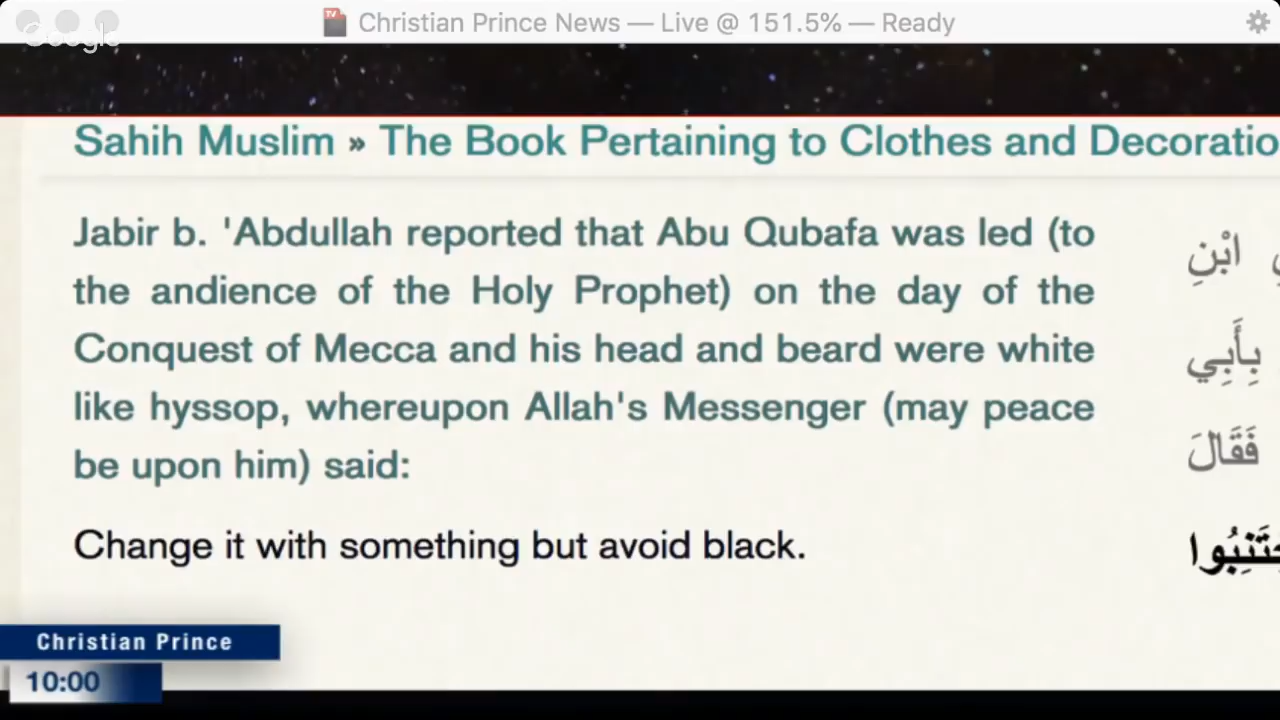 Christian Prince News — Live @ 151.5% — Ready
Google
Sahih Muslim » The Book Pertaining to Clothes and Decoratio
Jabir b. 'Abdullah reported that Abu Qubafa was led (to
the andience of the Holy Prophet) on the day of the
Conquest of Mecca and his head and beard were white
like hyssop, whereupon Allah's Messenger (may peace
be upon him) said:
Change it with something but avoid black.
ابْنِ
بِأَبِي
فَقَالَ
Christian Prince
10:00